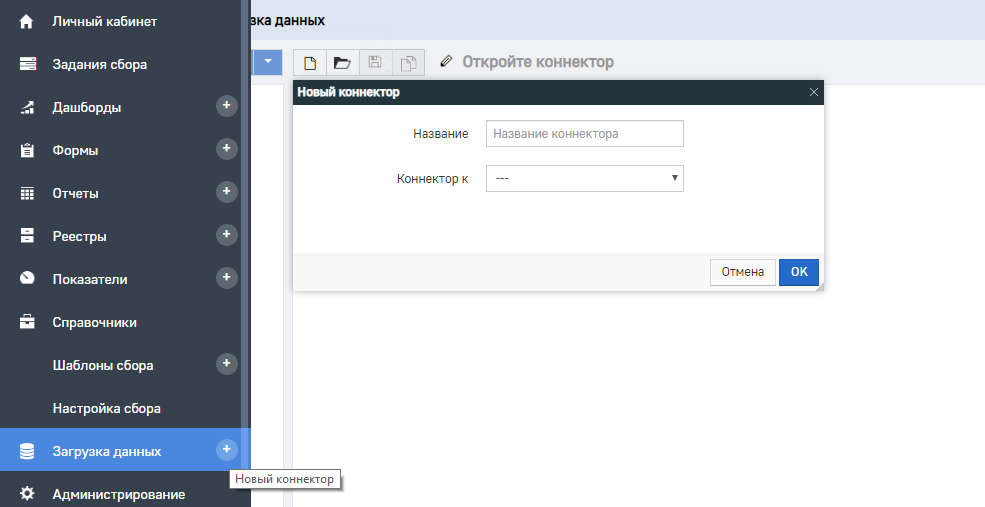 Личный кабинет
Задания сбора
Дашборды
Формы
Отчеты
Реестры
Показатели
Справочники
Шаблоны сбора
Настройка сбора
Загрузка данных
Новый коннектор
Администрирование
зка данных
Откройте коннектор
Новый коннектор
Название
Название коннектора
Коннектор к
---
Отмена
OK